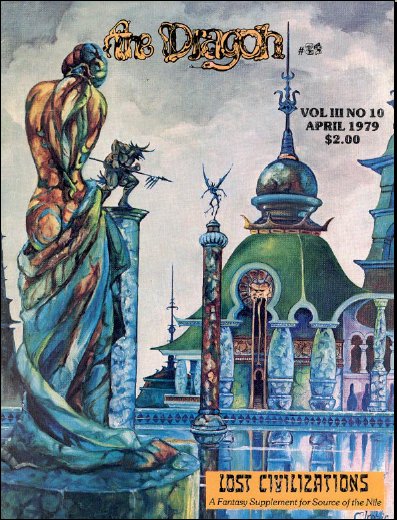 the Dragon
VOL III NO 10
APRIL 1979
$2.00
LOST CIVILIZATIONS
A Fantasy Supplement for Source of the Nile